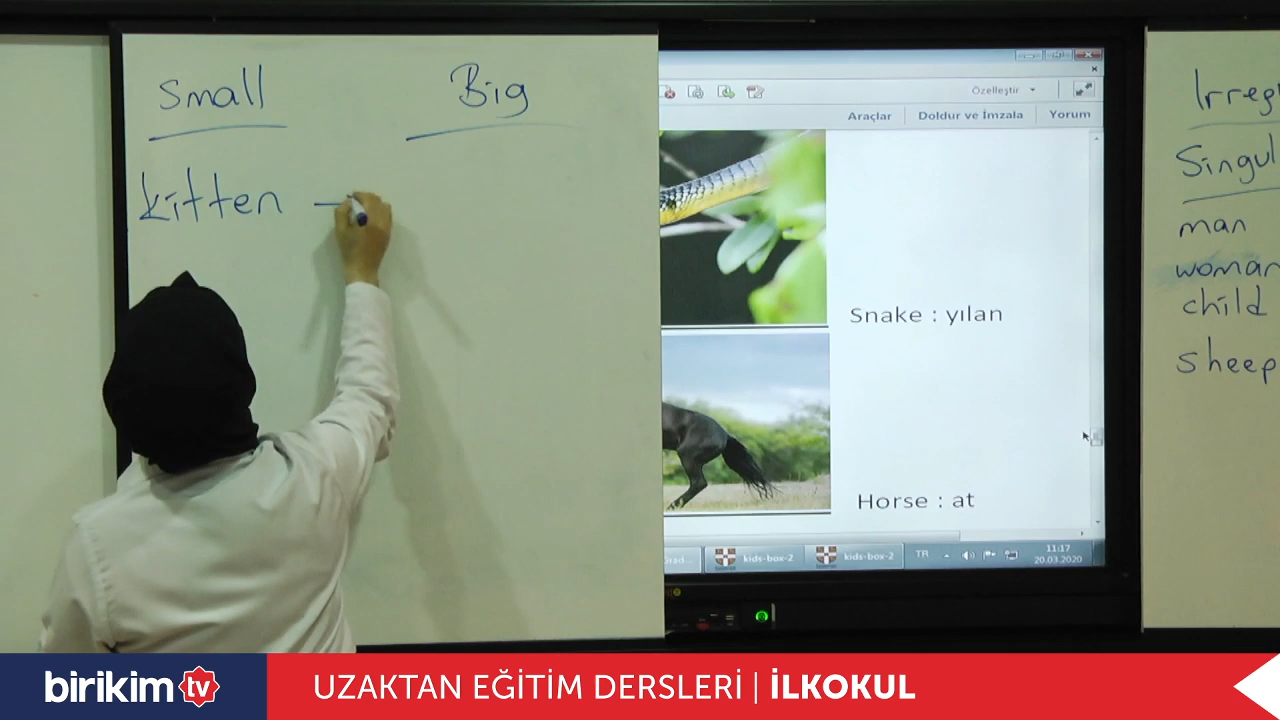 Small
Big
kitten
Özelleştir
Araçlar
Doldur ve İmzala
Yorum
Snake : yılan
Horse : at
kids-box-2
kids-box-2
TR
11:17
20.03.2020
Irreg
Singul
man
woman
child
sheep
birikim tv
UZAKTAN EĞİTİM DERSLERİ | İLKOKUL